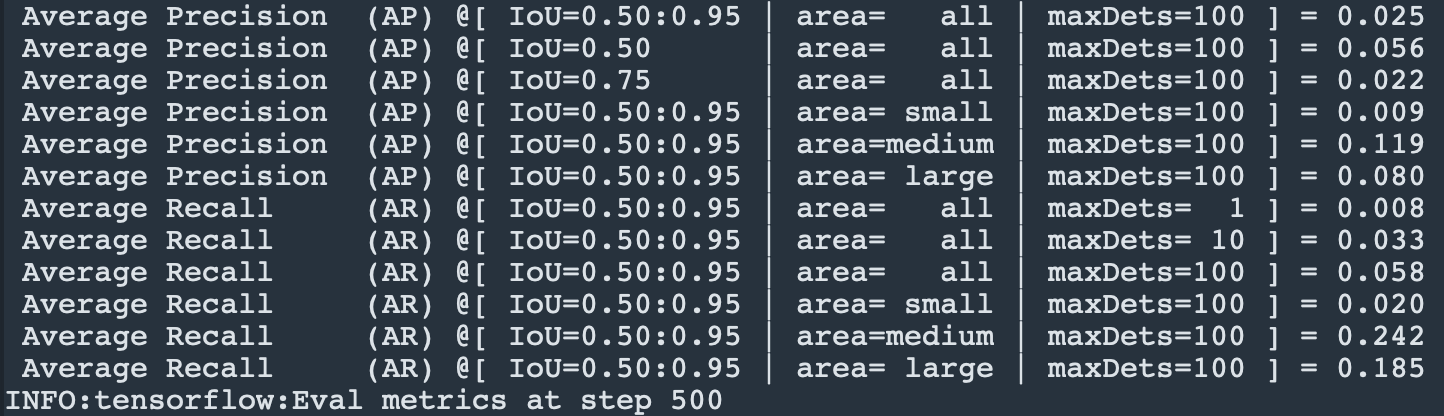 Average Precision  (AP) @[ IoU=0.50:0.95 | area=   all | maxDets=100 ] = 0.025
Average Precision  (AP) @[ IoU=0.50      | area=   all | maxDets=100 ] = 0.056
Average Precision  (AP) @[ IoU=0.75      | area=   all | maxDets=100 ] = 0.022
Average Precision  (AP) @[ IoU=0.50:0.95 | area= small | maxDets=100 ] = 0.009
Average Precision  (AP) @[ IoU=0.50:0.95 | area=medium | maxDets=100 ] = 0.119
Average Precision  (AP) @[ IoU=0.50:0.95 | area= large | maxDets=100 ] = 0.080
Average Recall     (AR) @[ IoU=0.50:0.95 | area=   all | maxDets=  1 ] = 0.008
Average Recall     (AR) @[ IoU=0.50:0.95 | area=   all | maxDets= 10 ] = 0.033
Average Recall     (AR) @[ IoU=0.50:0.95 | area=   all | maxDets=100 ] = 0.058
Average Recall     (AR) @[ IoU=0.50:0.95 | area= small | maxDets=100 ] = 0.020
Average Recall     (AR) @[ IoU=0.50:0.95 | area=medium | maxDets=100 ] = 0.242
Average Recall     (AR) @[ IoU=0.50:0.95 | area= large | maxDets=100 ] = 0.185
INFO:tensorflow:Eval metrics at step 500